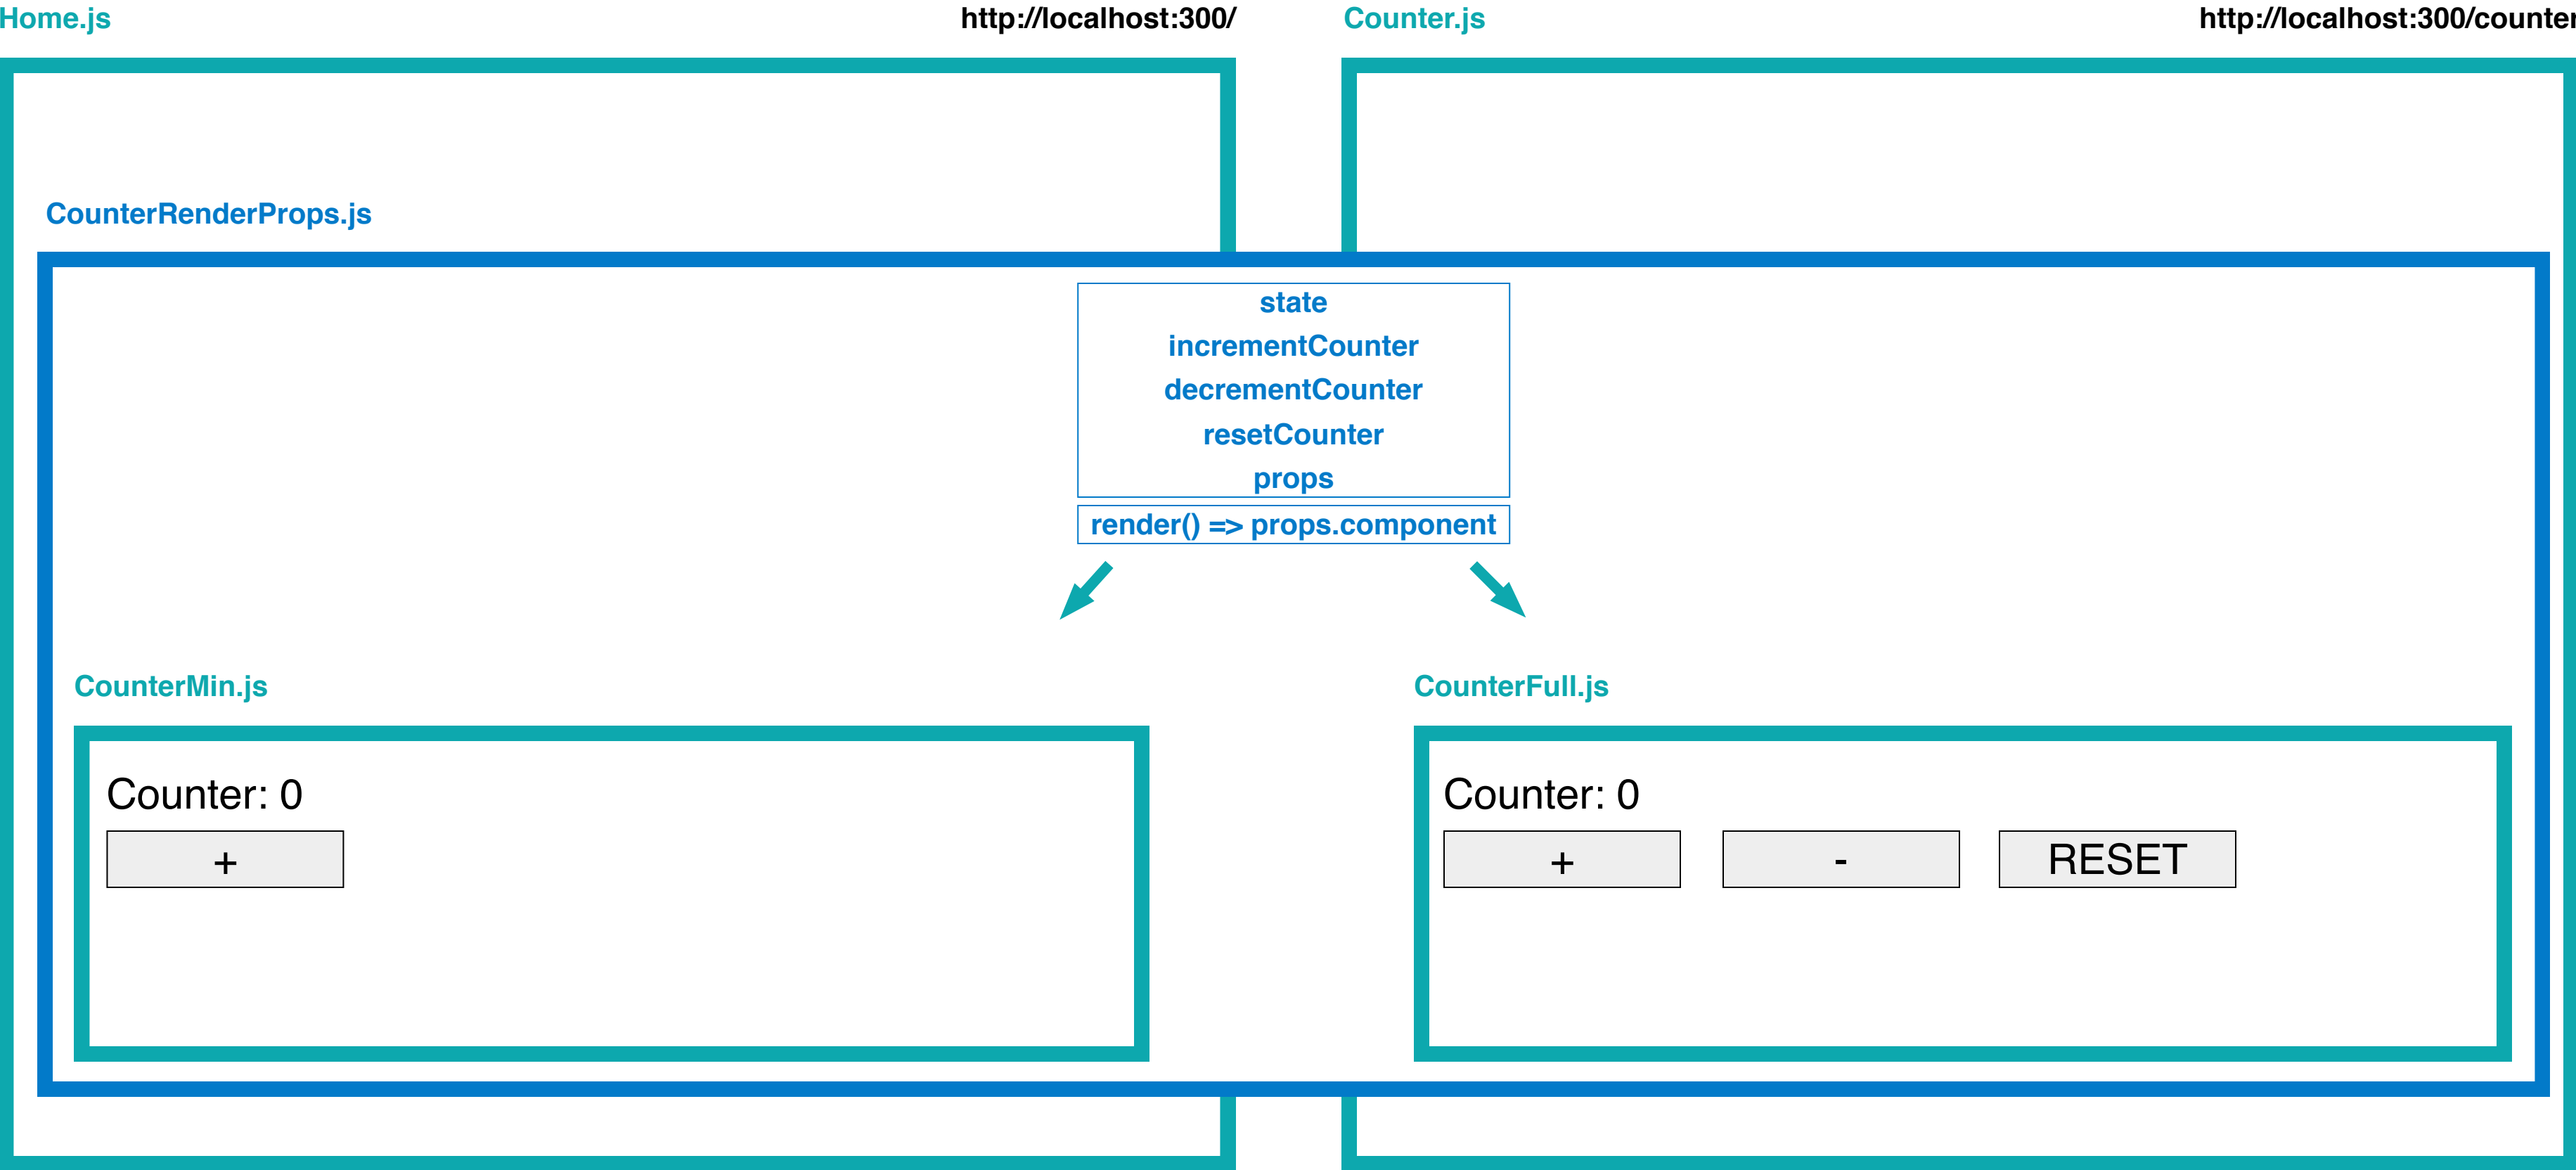 Home.js
http://localhost:300/
Counter.js
http://localhost:300/counter
CounterRenderProps.js
state
incrementCounter
decrementCounter
resetCounter
props
render() => props.component
CounterMin.js
CounterFull.js
Counter: 0
+
Counter: 0
+
-
RESET